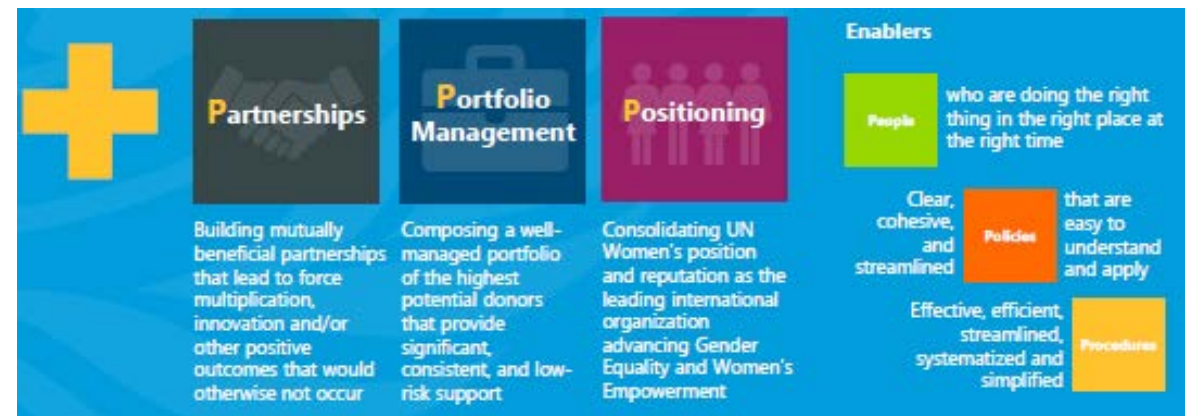 Partnerships
Building mutually
beneficial partnerships
that lead to force
multiplication,
innovation and/or
other positive
outcomes that would
otherwise not occur
Portfolio
Management
Composing a well-
managed portfolio
of the highest
potential donors
that provide
significant,
consistent, and low-
risk support
Positioning
Consolidating UN
Women's position
and reputation as the
leading international
organization
advancing Gender
Equality and Women's
Empowerment
Enablers
People
who are doing the right
thing in the right place at
the right time
Clear,
cohesive,
and
streamlined
Policies
that are
easy to
understand
and apply
Effective, efficient,
streamlined,
systematized and
simplified
Procedures